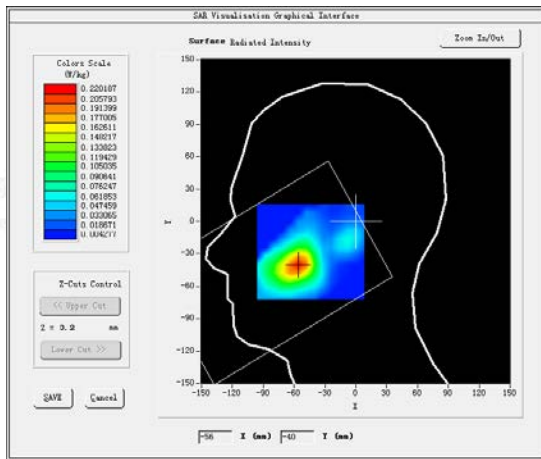 SAR Visualisation Graphical Interface
Surface Radiated Intensity
Zoom In/Out
Colors Scale
(W/kg)
0.220187
0.205793
0.191399
0.177005
0.162611
0.148217
0.133823
0.119429
0.105035
0.090641
0.076247
0.061853
0.047459
0.033065
0.018671
0.004277
Z-Cuts Control
<< Upper Cut
Z = 3.2 mm
Lower Cut >>
SAVE
Cancel
150
120
90
60
30
0
-30
-60
-90
-120
-150
Y
-150 -120 -90 -60 -30 0 30 60 90 120 150
X
-56 X (mm) -40 Y (mm)